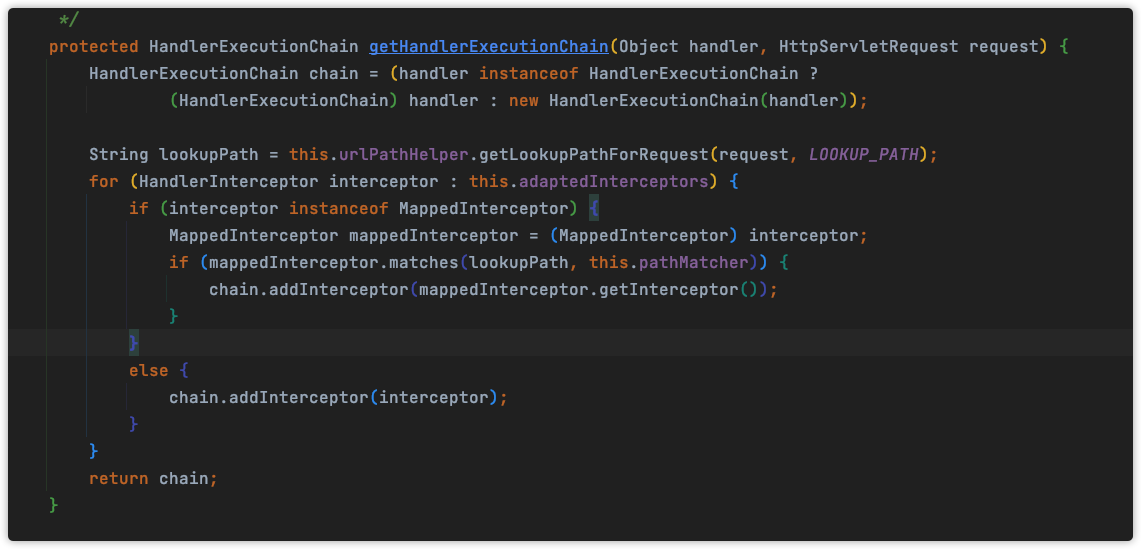 */
protected HandlerExecutionChain getHandlerExecutionChain(Object handler, HttpServletRequest request) {
    HandlerExecutionChain chain = (handler instanceof HandlerExecutionChain ?
            (HandlerExecutionChain) handler : new HandlerExecutionChain(handler));

    String lookupPath = this.urlPathHelper.getLookupPathForRequest(request, LOOKUP_PATH);
    for (HandlerInterceptor interceptor : this.adaptedInterceptors) {
        if (interceptor instanceof MappedInterceptor) {
            MappedInterceptor mappedInterceptor = (MappedInterceptor) interceptor;
            if (mappedInterceptor.matches(lookupPath, this.pathMatcher)) {
                chain.addInterceptor(mappedInterceptor.getInterceptor());
            }
        }
        else {
            chain.addInterceptor(interceptor);
        }
    }
    return chain;
}